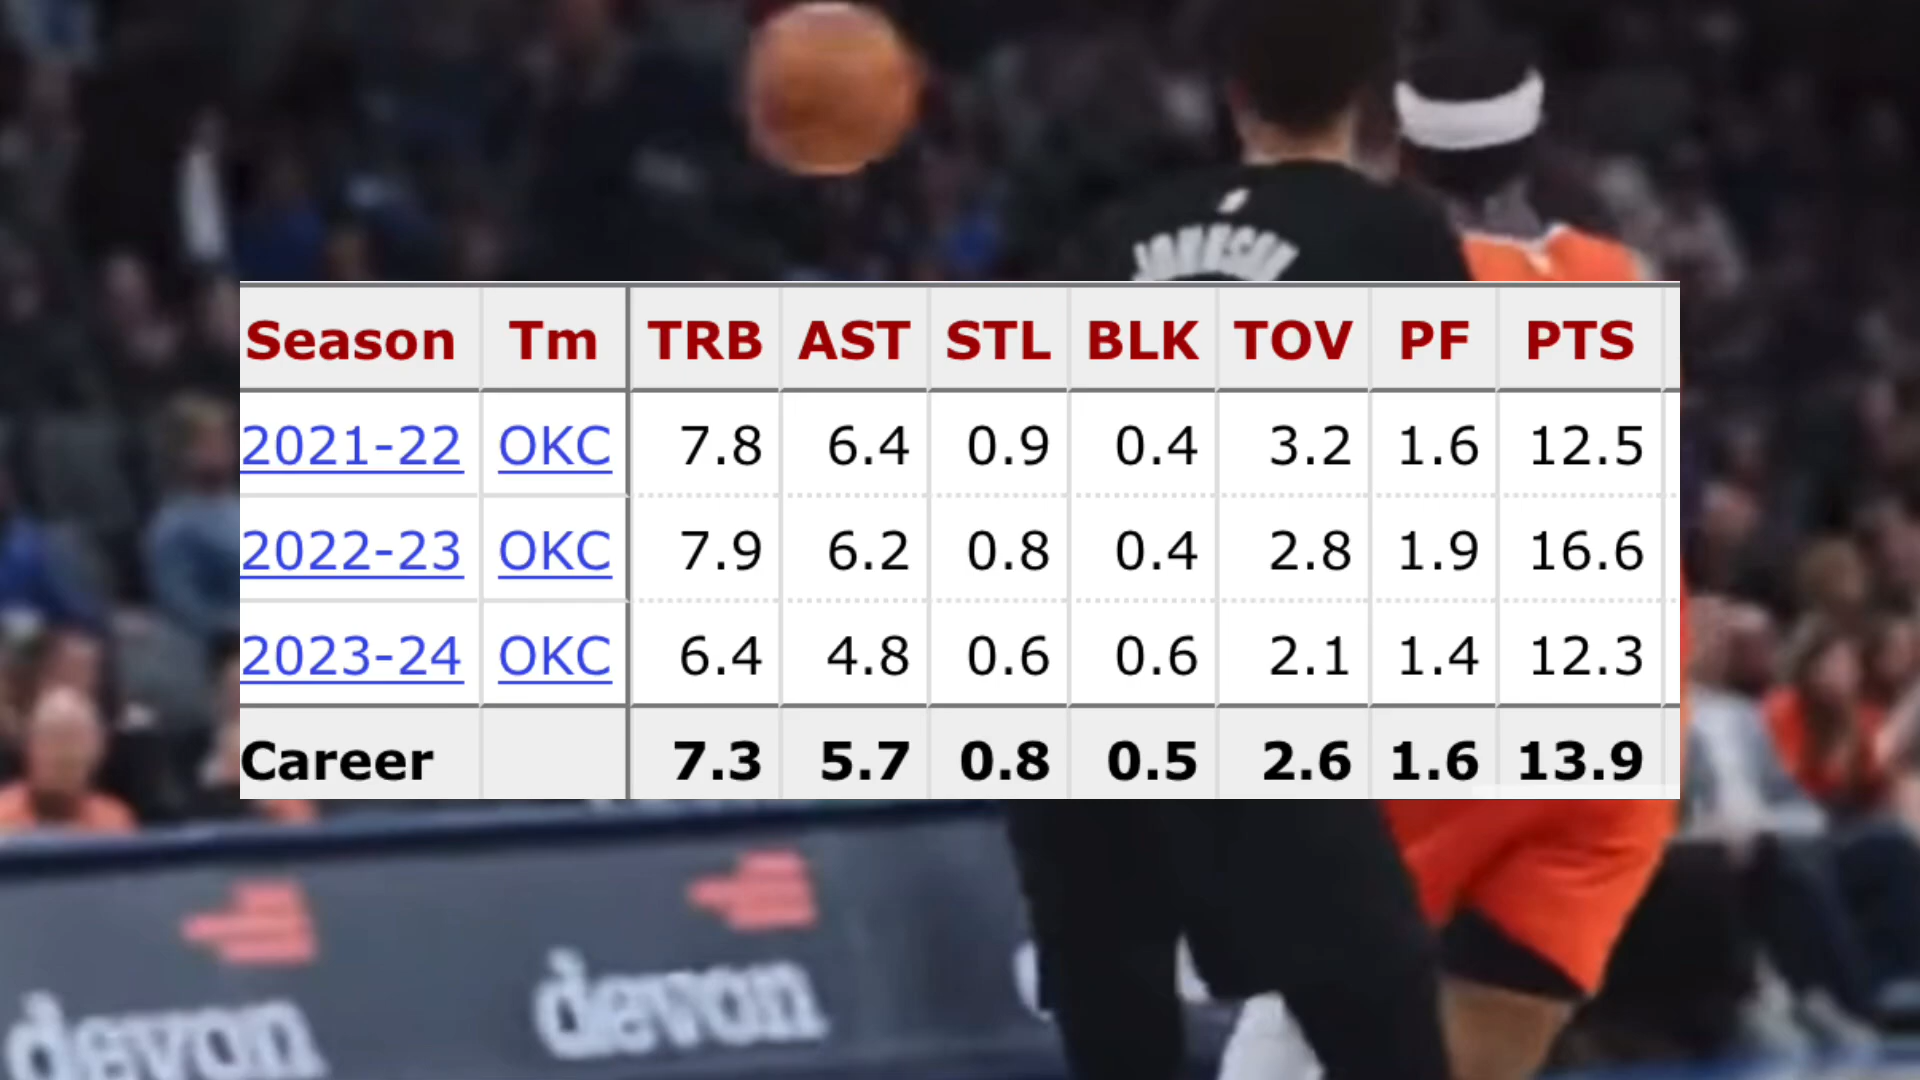 JOHNSON
Season Tm TRB AST STL BLK TOV PF PTS
2021-22 OKC 7.8 6.4 0.9 0.4 3.2 1.6 12.5
2022-23 OKC 7.9 6.2 0.8 0.4 2.8 1.9 16.6
2023-24 OKC 6.4 4.8 0.6 0.6 2.1 1.4 12.3
Career 7.3 5.7 0.8 0.5 2.6 1.6 13.9
devon devon